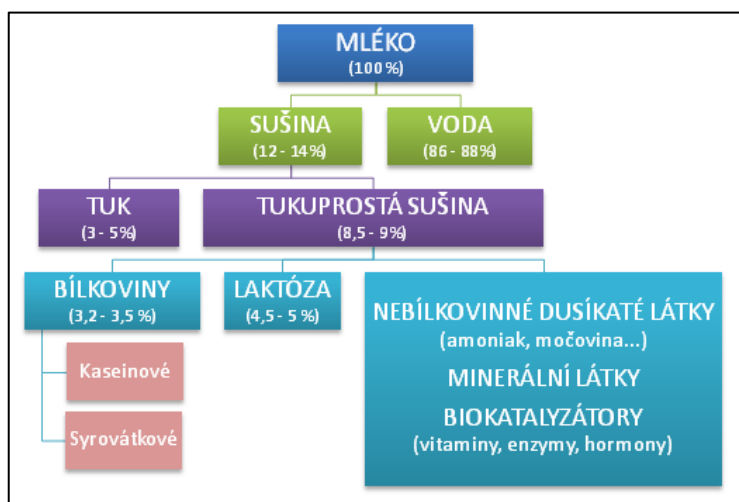 MLÉKO
(100%)
SUŠINA
(12 - 14%)
VODA
(86 - 88%)
TUK
(3 - 5%)
TUKUPROSTÁ SUŠINA
(8,5 - 9%)
BÍLKOVINY
(3,2 - 3,5 %)
LAKTÓZA
(4,5 - 5 %)
NEBÍLKOVINNÉ DUSÍKATÉ LÁTKY
(amoniak, močovina...)
MINERÁLNÍ LÁTKY
BIOKATALYZÁTORY
(vitaminy, enzymy, hormony)
Kaseinové
Syrovátkové